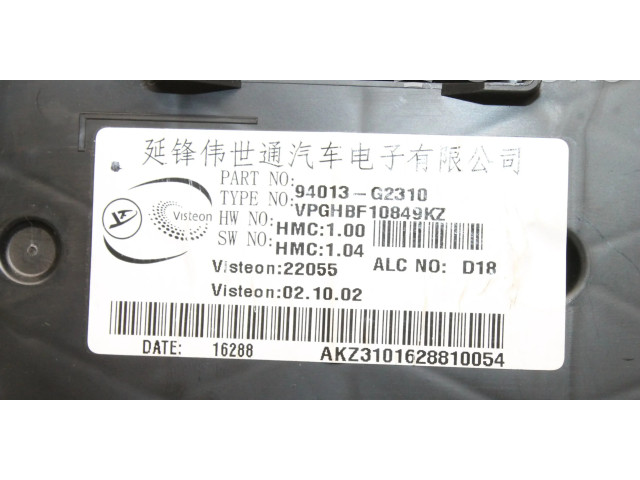 延锋伟世通汽车电子有限公司
PART NO: 94013-G2310
TYPE NO: VPGHBF10849KZ
HW NO: HMC:1.00
SW NO: HMC:1.04
Visteon
Visteon:22055 ALC NO: D18
Visteon:02.10.02
DATE: 16288 AKZ3101628810054